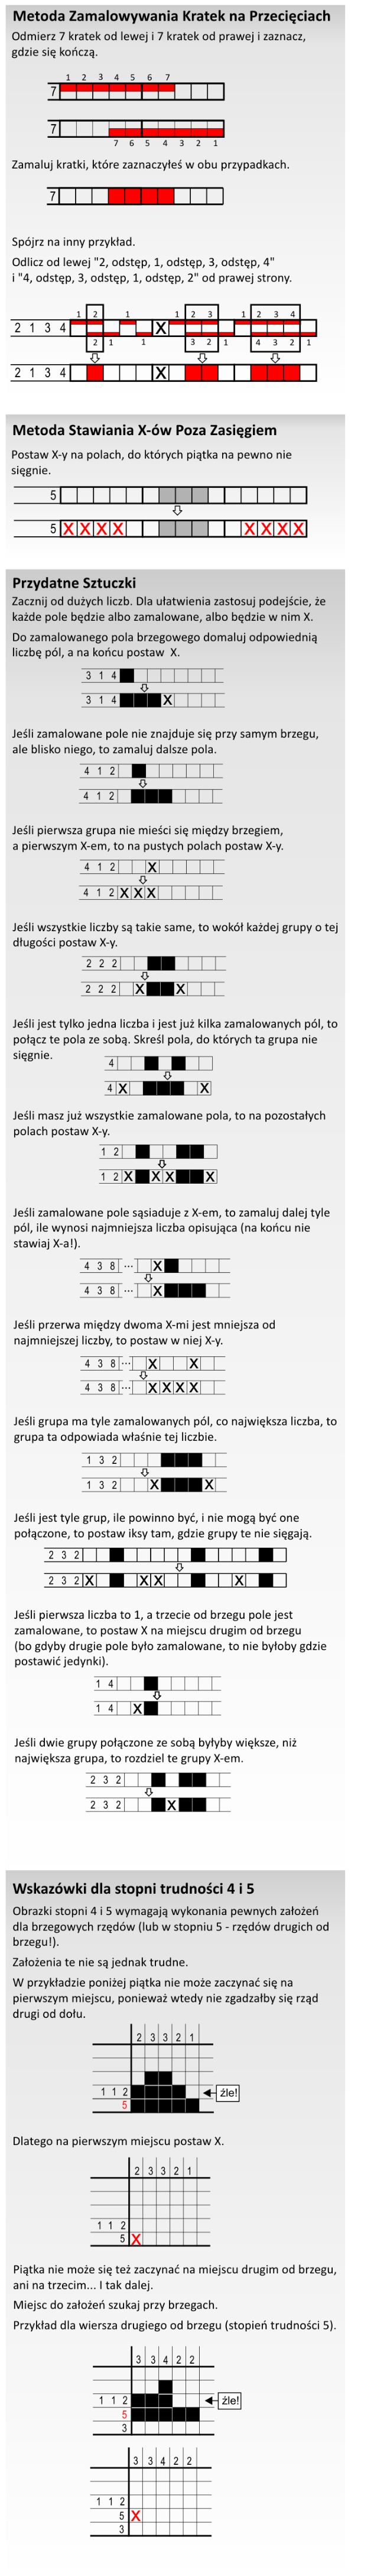 Metoda Zamalowywania Kratek na Przecięciach
Odmierz 7 kratek od lewej i 7 kratek od prawej i zaznacz,
gdzie się kończą.
1 2 3 4 5 6 7
7
7
7 6 5 4 3 2 1
Zamaluj kratki, które zaznaczyłeś w obu przypadkach.
7
Spójrz na inny przykład.
Odlicz od lewej "2, odstęp, 1, odstęp, 3, odstęp, 4"
i "4, odstęp, 3, odstęp, 1, odstęp, 2" od prawej strony.
1 2 1 1 2 3 1 2 3 4
2 1 3 4 X
2 1 1 3 2 1 4 3 2 1
2 1 3 4 X
Metoda Stawiania X-ów Poza Zasięgiem
Postaw X-y na polach, do których piątka na pewno nie
sięgnie.
5
5 X X X X X X X X
Przydatne Sztuczki
Zacznij od dużych liczb. Dla ułatwienia zastosuj podejście, że
każde pole będzie albo zamalowane, albo będzie w nim X.
Do zamalowanego pola brzegowego domaluj odpowiednią
liczbę pól, a na końcu postaw X.
3 1 4
3 1 4 X
Jeśli zamalowane pole nie znajduje się przy samym brzegu,
ale blisko niego, to zamaluj dalsze pola.
4 1 2
4 1 2
Jeśli pierwsza grupa nie mieści się między brzegiem,
a pierwszym X-em, to na pustych polach postaw X-y.
4 1 2 X
4 1 2 X X X
Jeśli wszystkie liczby są takie same, to wokół każdej grupy o tej
długości postaw X-y.
2 2 2
2 2 2 X X
Jeśli jest tylko jedna liczba i jest już kilka zamalowanych pól, to
połącz te pola ze sobą. Skreśl pola, do których ta grupa nie
sięgnie.
4
4 X X
Jeśli masz już wszystkie zamalowane pola, to na pozostałych
polach postaw X-y.
1 2
1 2 X X X X
Jeśli zamalowane pole sąsiaduje z X-em, to zamaluj dalej tyle
pól, ile wynosi najmniejsza liczba opisująca (na końcu nie
stawiaj X-a!).
4 3 8 ... X
4 3 8 ... X
Jeśli przerwa między dwoma X-mi jest mniejsza od
najmniejszej liczby, to postaw w niej X-y.
4 3 8 ... X X
4 3 8 ... X X X X
Jeśli grupa ma tyle zamalowanych pól, co największa liczba, to
grupa ta odpowiada właśnie tej liczbie.
1 3 2
1 3 2 X X
Jeśli jest tyle grup, ile powinno być, i nie mogą być one
połączone, to postaw iksy tam, gdzie grupy te nie sięgają.
2 3 2
2 3 2 X X X X
Jeśli pierwsza liczba to 1, a trzecie od brzegu pole jest
zamalowane, to postaw X na miejscu drugim od brzegu
(bo gdyby drugie pole było zamalowane, to nie byłoby gdzie
postawić jedynki).
1 4
1 4 X
Jeśli dwie grupy połączone ze sobą byłyby większe, niż
największa grupa, to rozdziel te grupy X-em.
2 3 2
2 3 2 X
Wskazówki dla stopni trudności 4 i 5
Obrazki stopni 4 i 5 wymagają wykonania pewnych założeń
dla brzegowych rzędów (lub w stopniu 5 - rzędów drugich od
brzegu!).
Założenia te nie są jednak trudne.
W przykładzie poniżej piątka nie może zaczynać się na
pierwszym miejscu, ponieważ wtedy nie zgadzałby się rząd
drugi od dołu.
2 3 3 2 1
1 1 2 źle!
5
Dlatego na pierwszym miejscu postaw X.
2 3 3 2 1
1 1 2
5 X
Piątka nie może się też zaczynać na miejscu drugim od brzegu,
ani na trzecim... I tak dalej.
Miejsc do założeń szukaj przy brzegach.
Przykład dla wiersza drugiego od brzegu (stopień trudności 5).
3 3 4 2 2
1 1 2 źle!
5
3
3 3 4 2 2
1 1 2
5 X
3